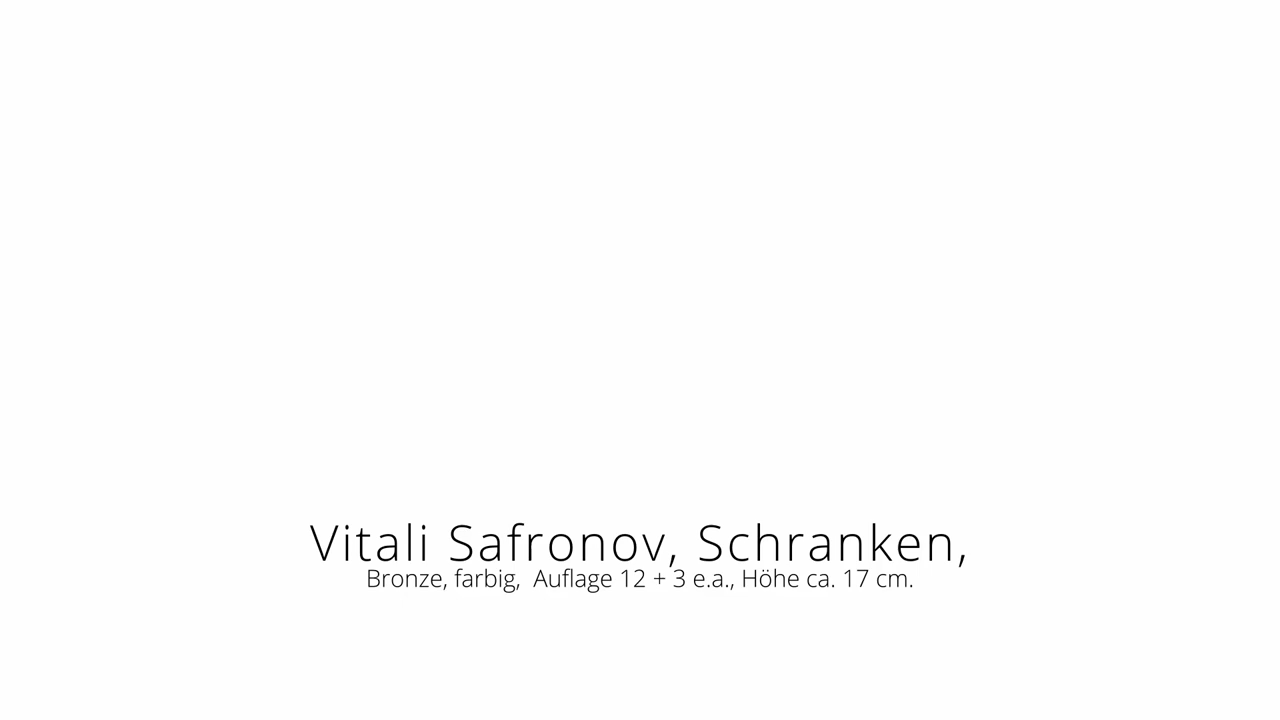 Vitali Safronov, Schranken,
Bronze, farbig,  Auflage 12 + 3 e.a., Höhe ca. 17 cm.